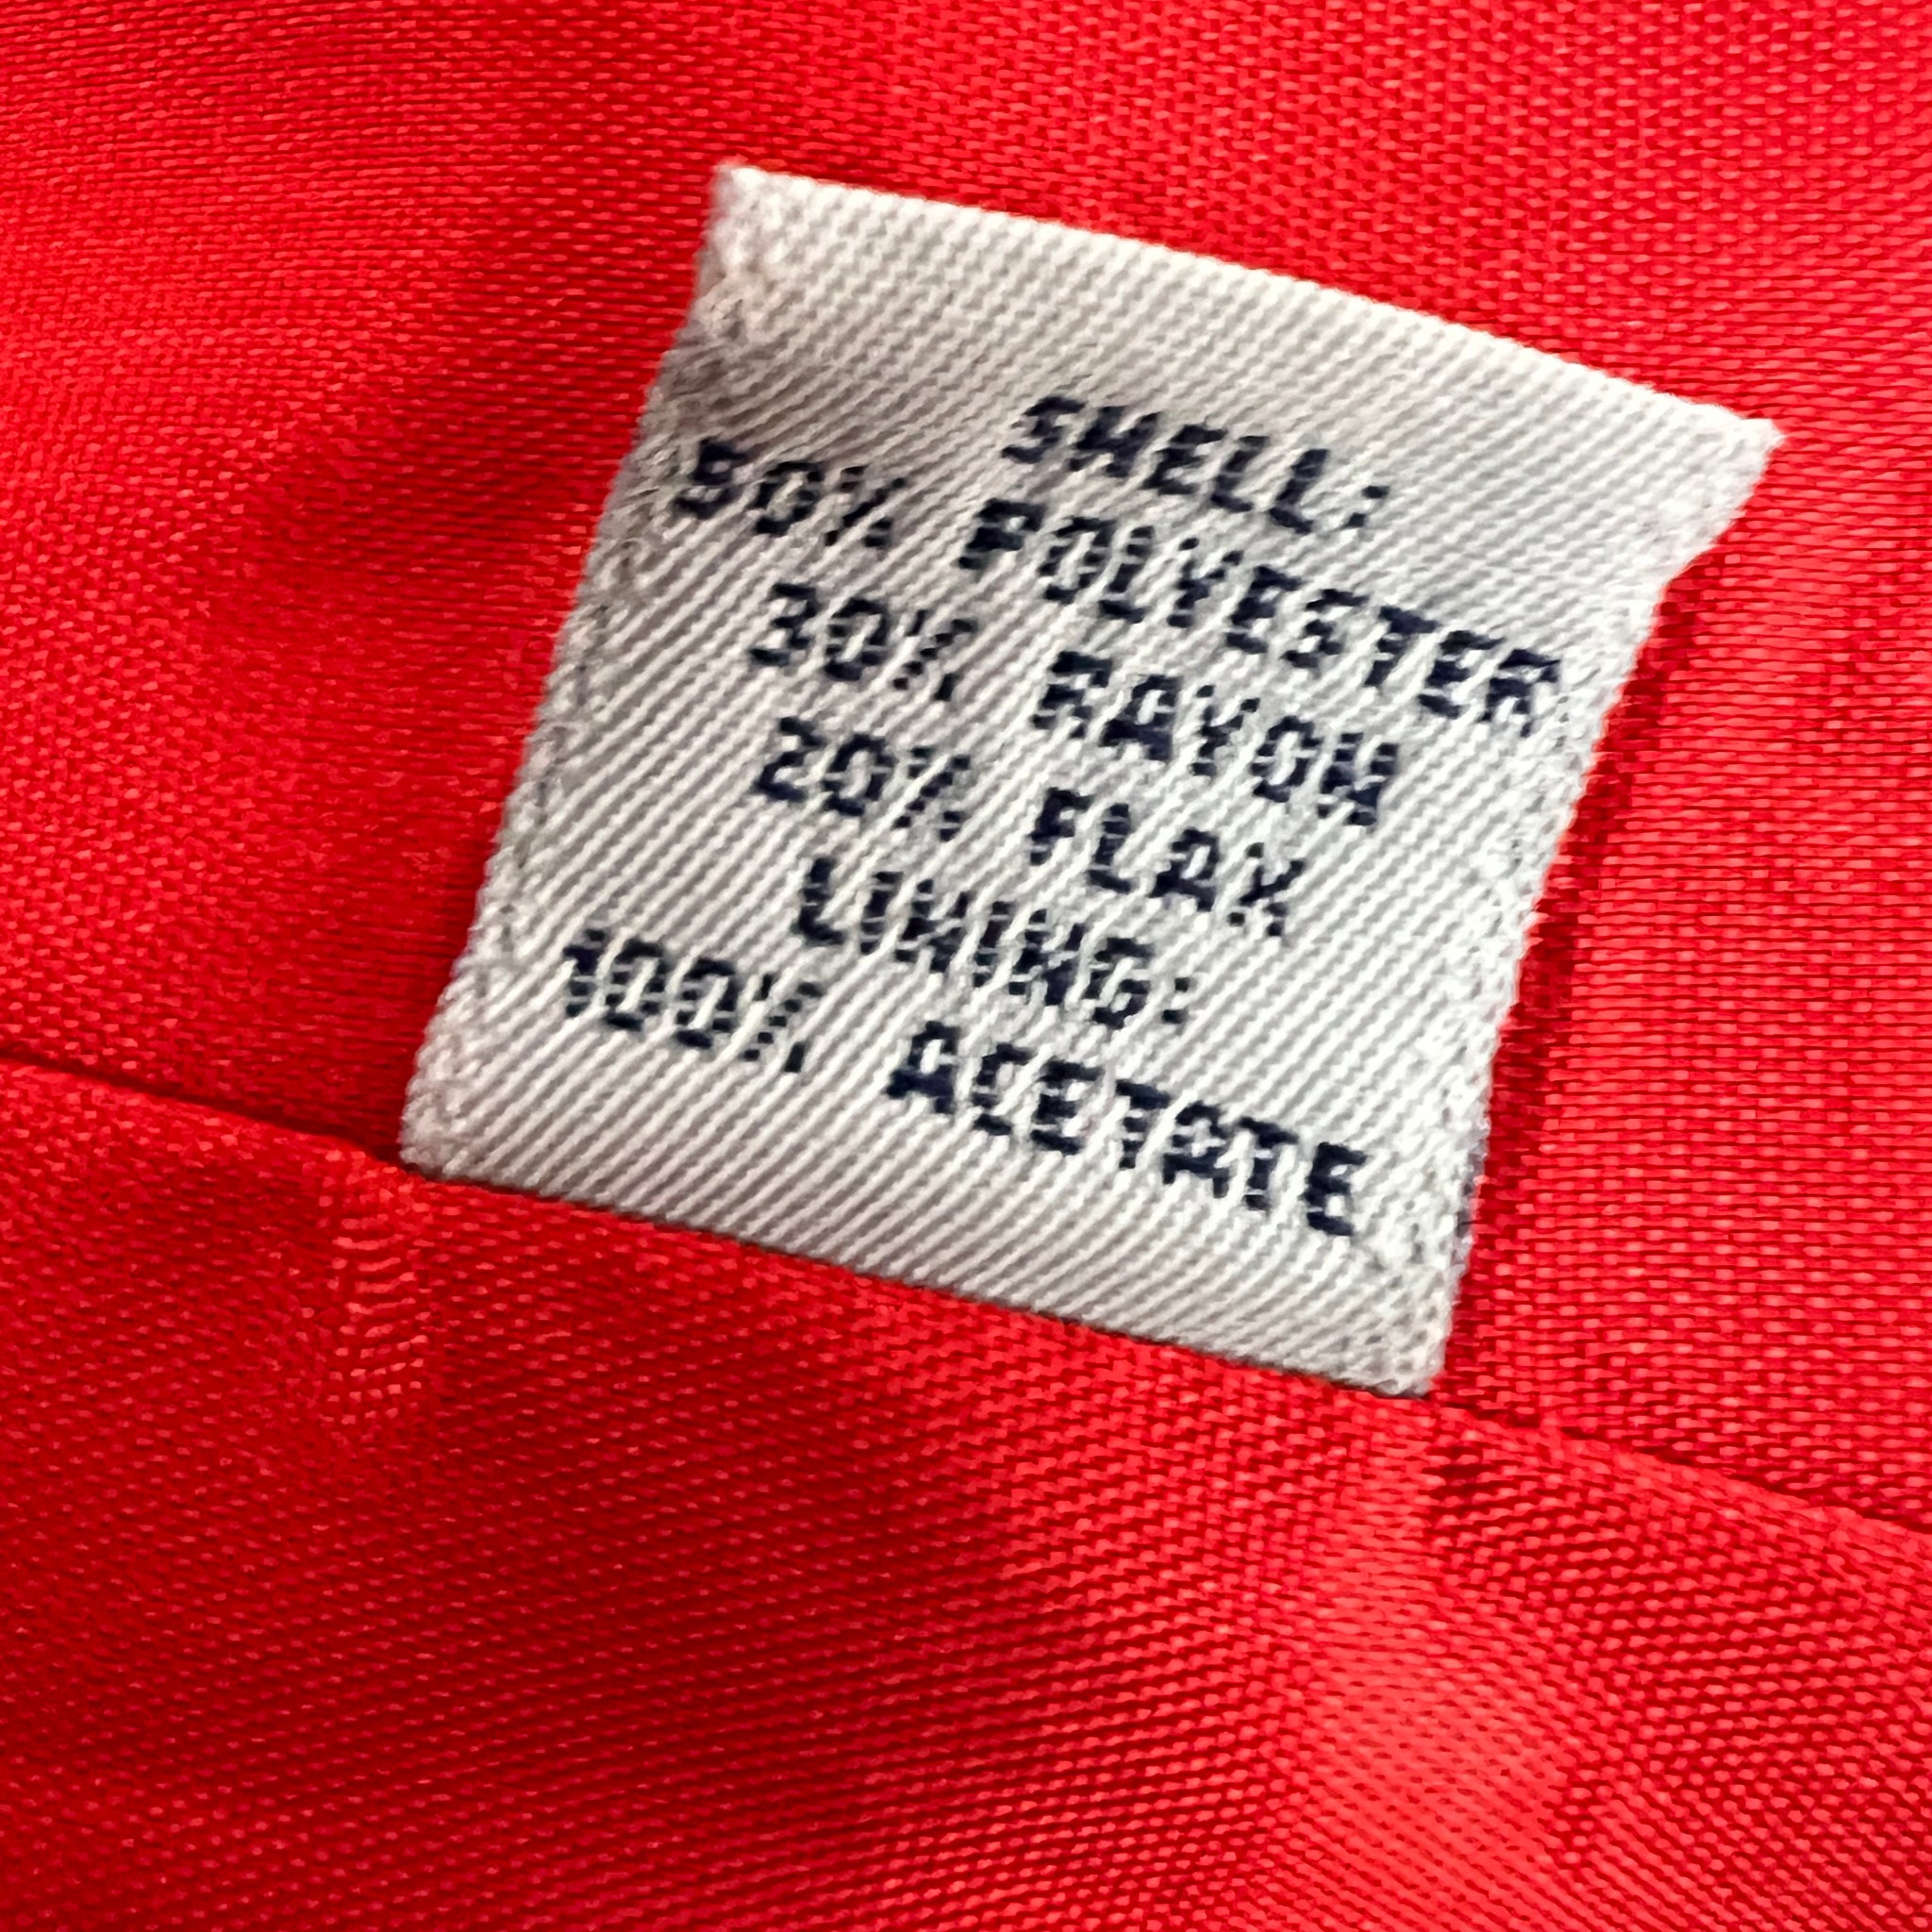 SHELL:
50% POLYESTER
30% RAYON
20% FLAX
LINING:
100% ACETATE